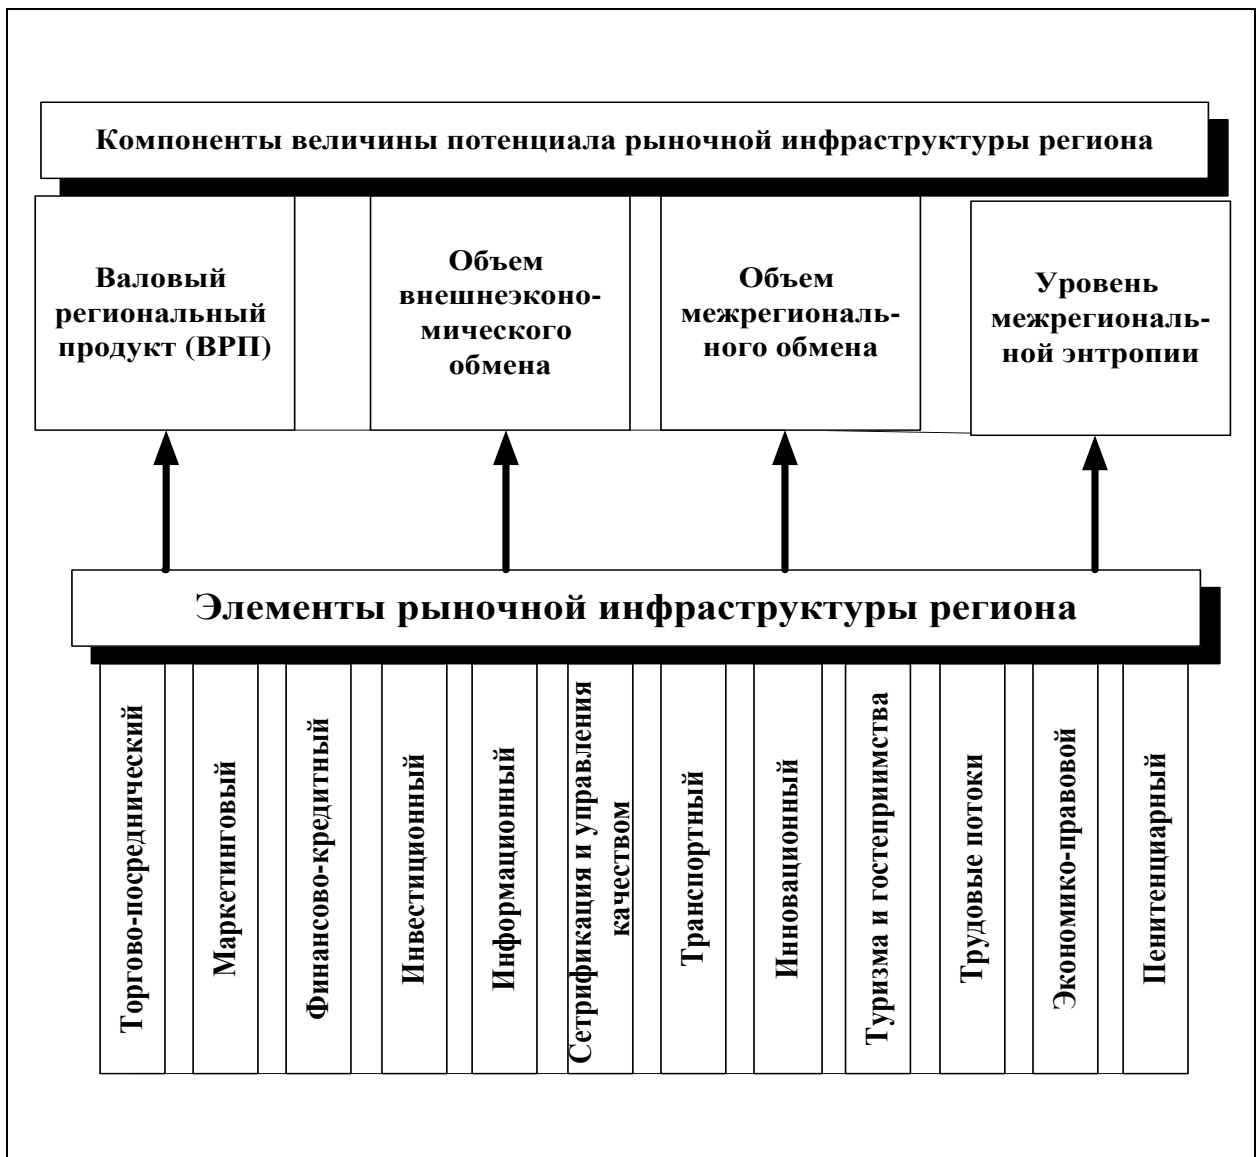 Компоненты величины потенциала рыночной инфраструктуры региона
Валовый
региональный
продукт (ВРП)
Объем
внешнеэконо-
мического
обмена
Объем
межрегиональ-
ного обмена
Уровень
межрегиональ-
ной энтропии
Элементы рыночной инфраструктуры региона
Торгово-посреднический
Маркетинговый
Финансово-кредитный
Инвестиционный
Информационный
Сетрификация и управления
качеством
Транспортный
Инновационный
Туризма и гостеприимства
Трудовые потоки
Экономико-правовой
Пенитенциарный